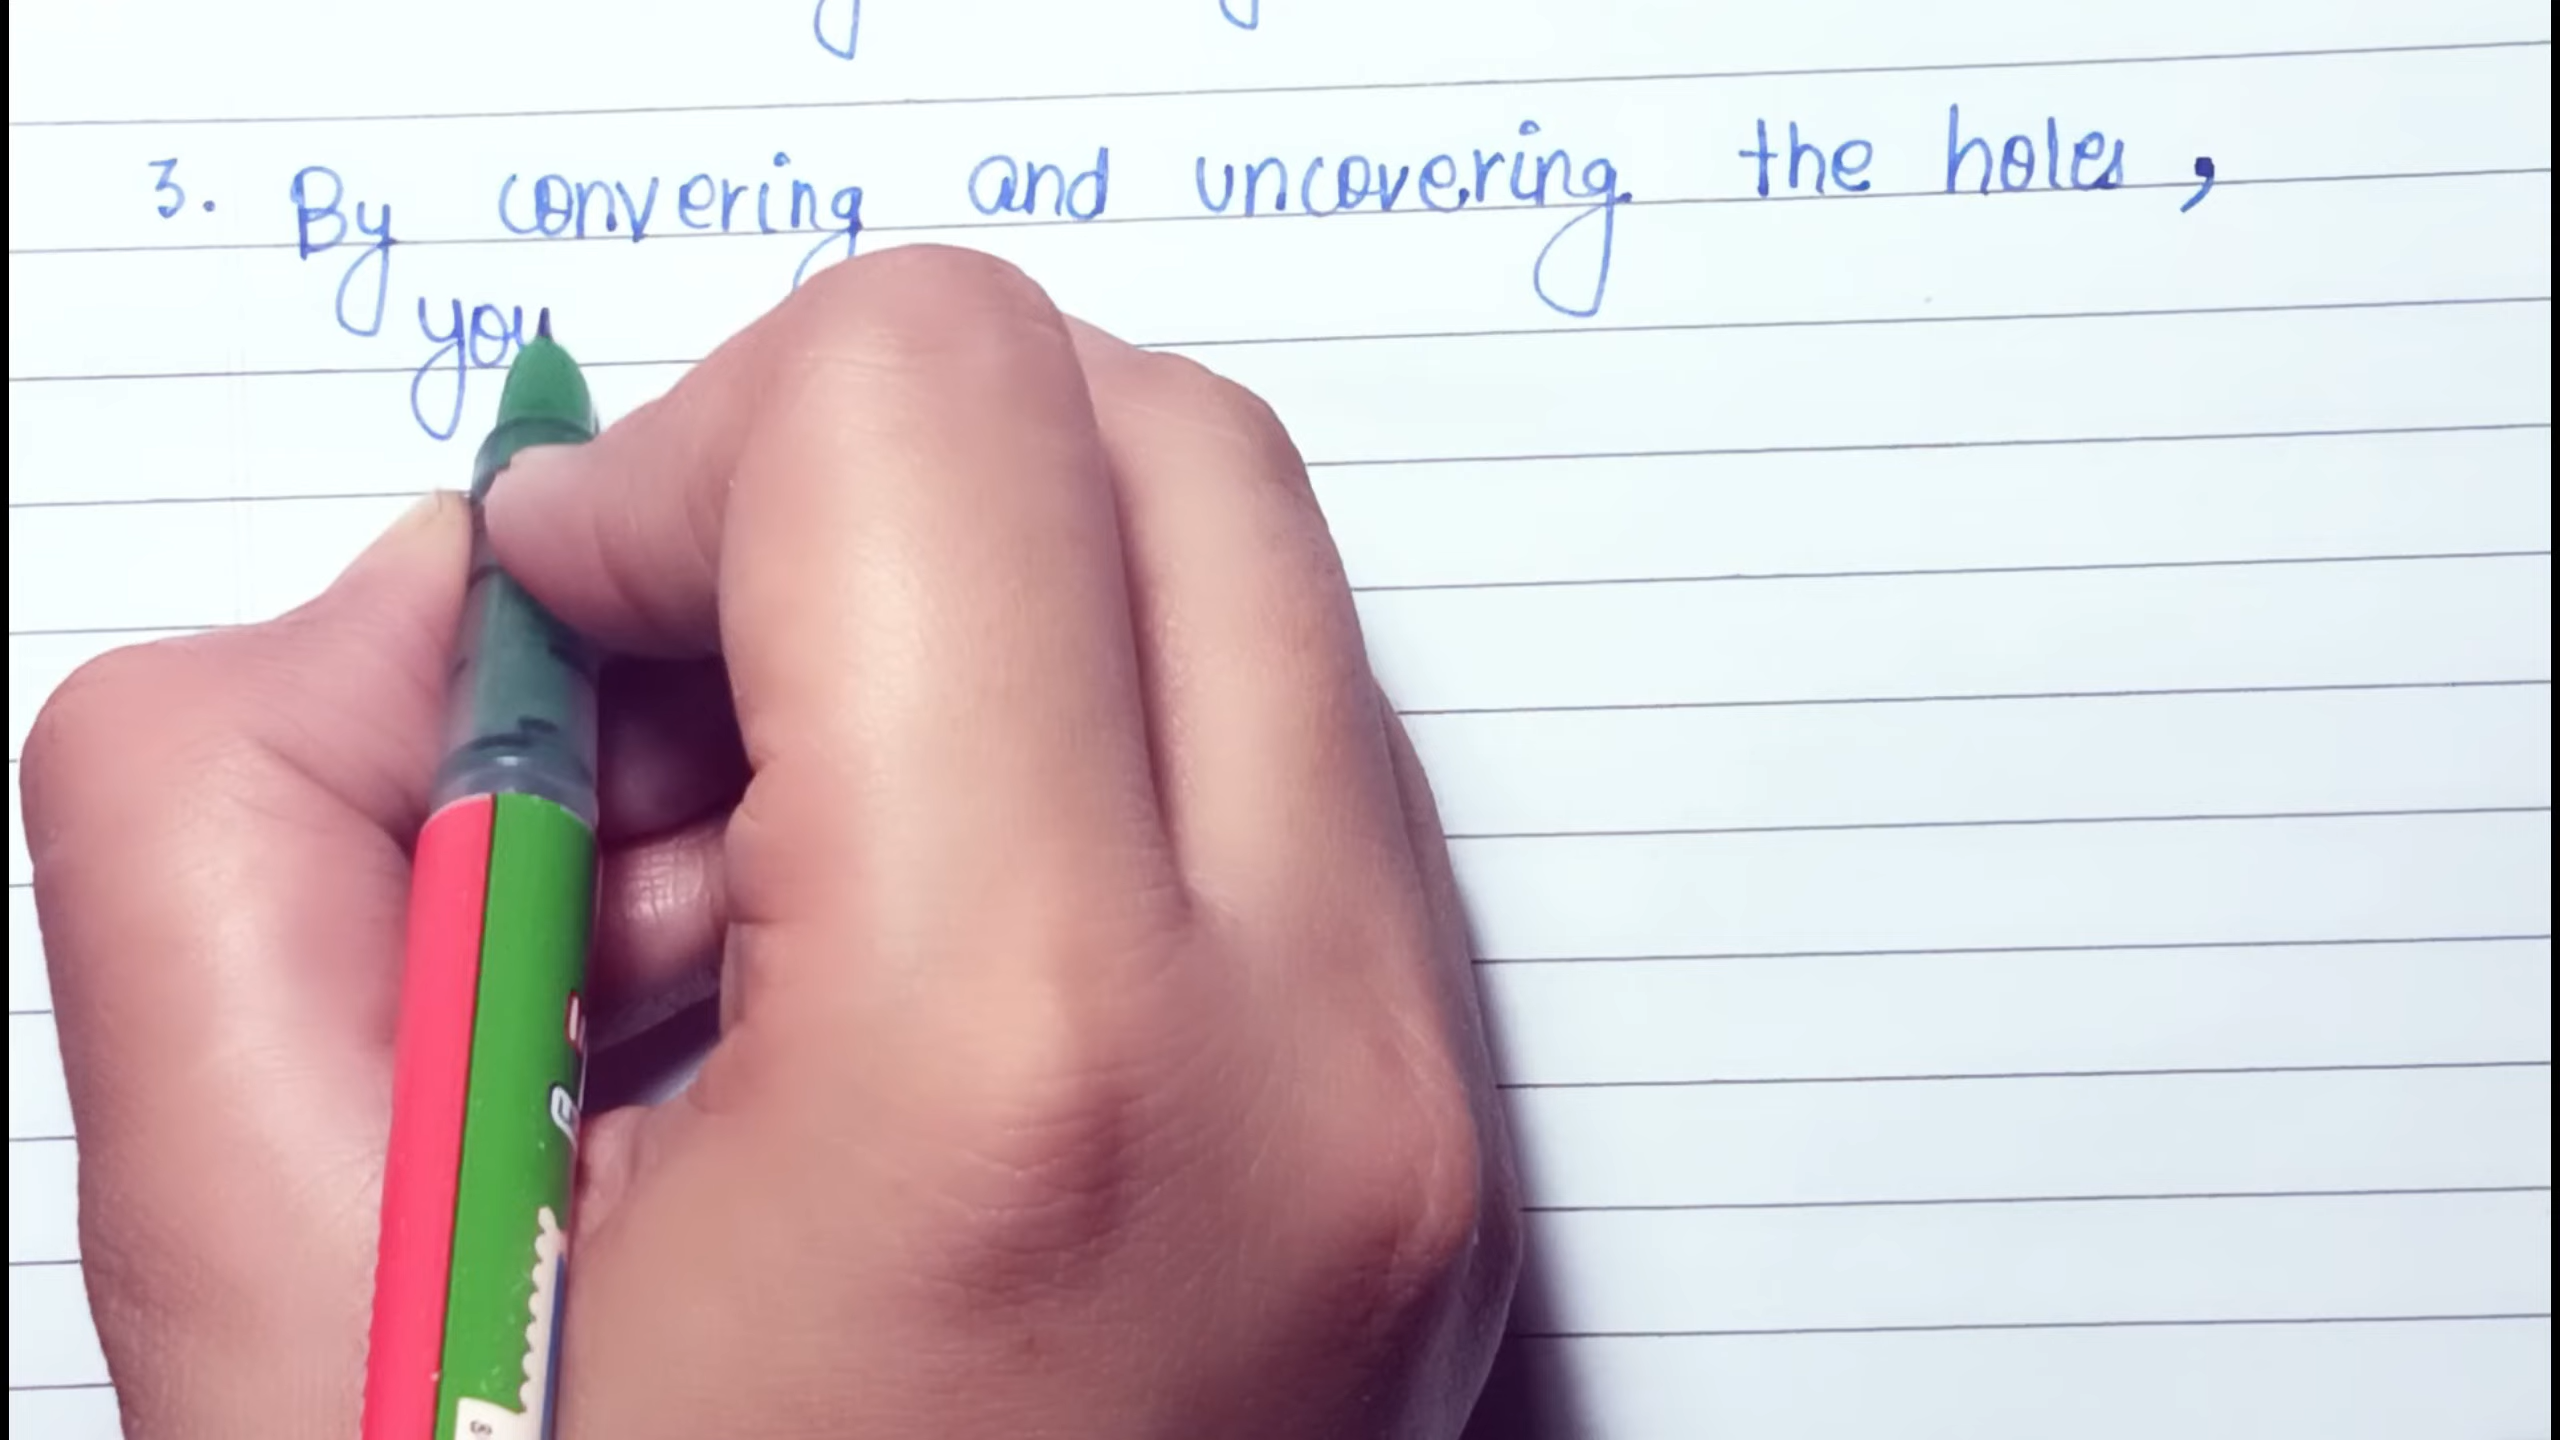 3. By convering and uncovering the holes,
you